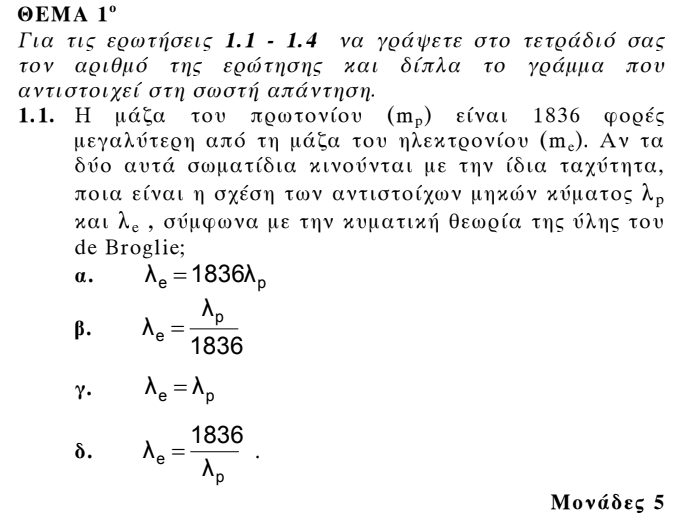 ΘΕΜΑ 1º
Για τις ερωτήσεις 1.1 - 1.4 να γράψετε στο τετράδιό σας
τον αριθμό της ερώτησης και δίπλα το γράμμα που
αντιστοιχεί στη σωστή απάντηση.
1.1. Η μάζα του πρωτονίου (mp) είναι 1836 φορές
μεγαλύτερη από τη μάζα του ηλεκτρονίου (me). Αν τα
δύο αυτά σωματίδια κινούνται με την ίδια ταχύτητα,
ποια είναι η σχέση των αντιστοίχων μηκών κύματος λp
και λe , σύμφωνα με την κυματική θεωρία της ύλης του
de Broglie;
α. λe = 1836λp
β. λe = λp / 1836
γ. λe = λp
δ. λe = 1836 / λp .
Μονάδες 5